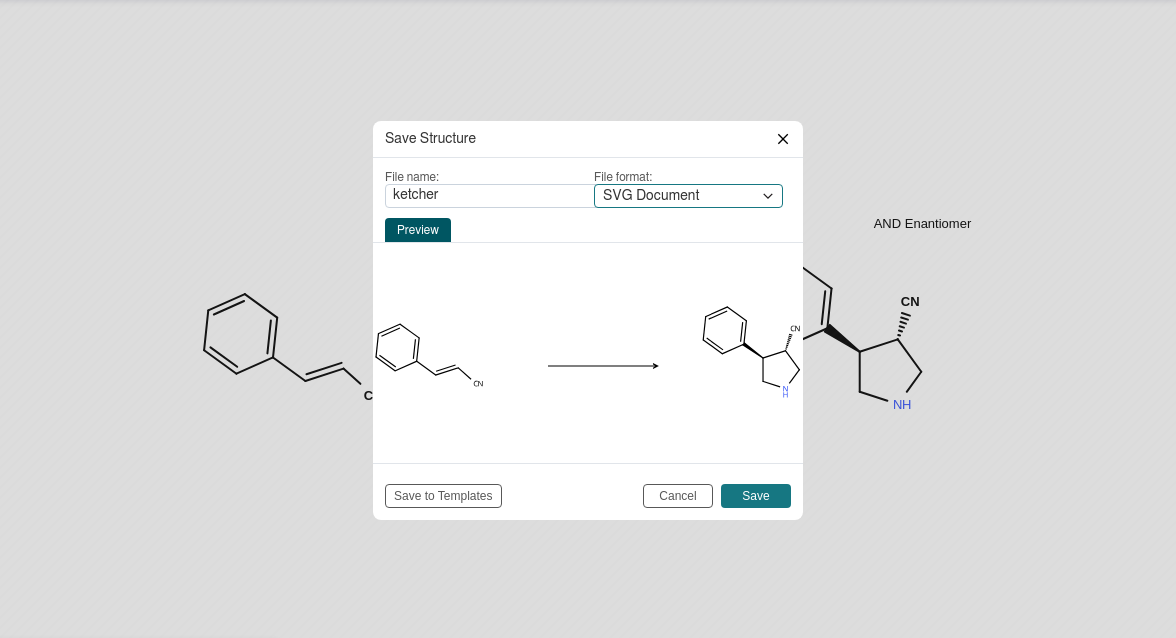 Save Structure
File name:
File format:
ketcher
SVG Document
Preview
AND Enantiomer
CN
C
NH
CN
CN
N
H
Save to Templates
Cancel
Save